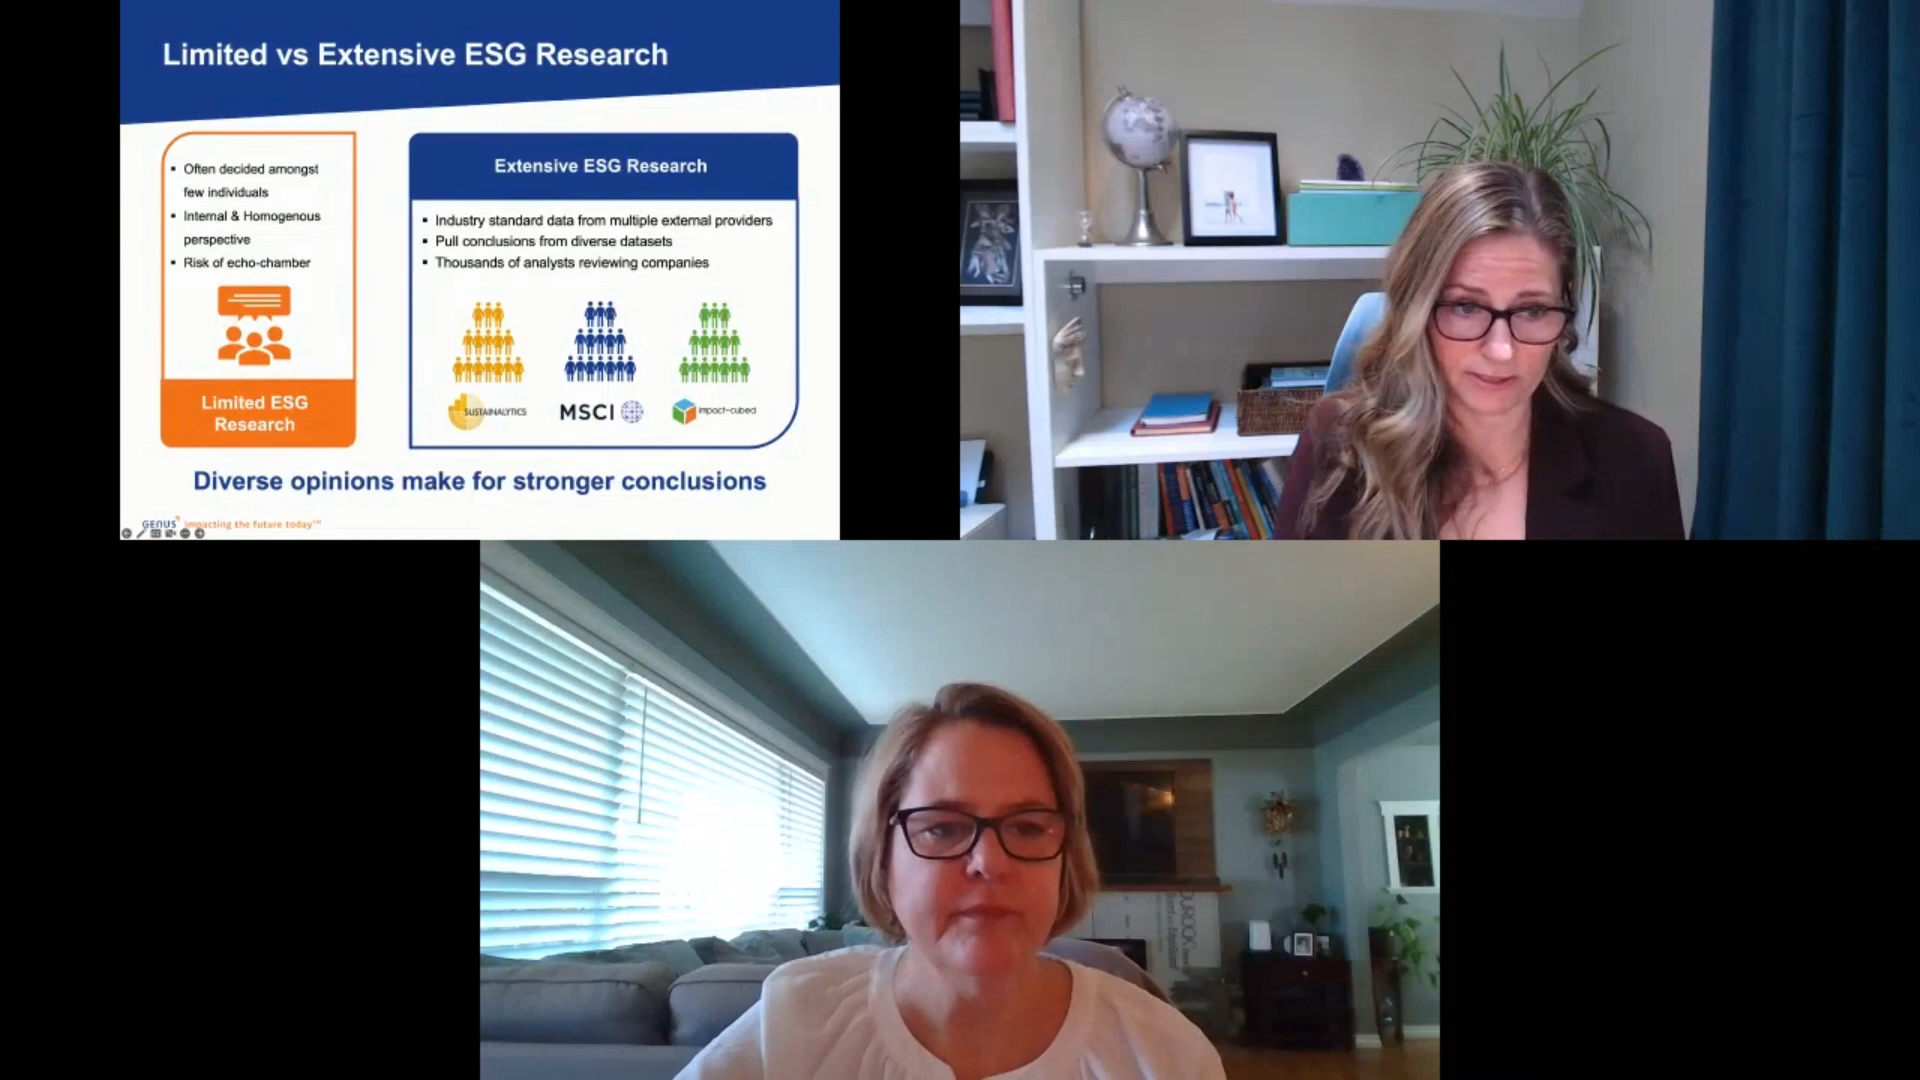 Limited vs Extensive ESG Research
▪ Often decided amongst
few individuals
▪ Internal & Homogenous
perspective
▪ Risk of echo-chamber
Limited ESG
Research
Extensive ESG Research
▪ Industry standard data from multiple external providers
▪ Pull conclusions from diverse datasets
▪ Thousands of analysts reviewing companies
SUSTAINALYTICS
MSCI
impact-cubed
Diverse opinions make for stronger conclusions
GENUS impacting the future today™
DUROCK